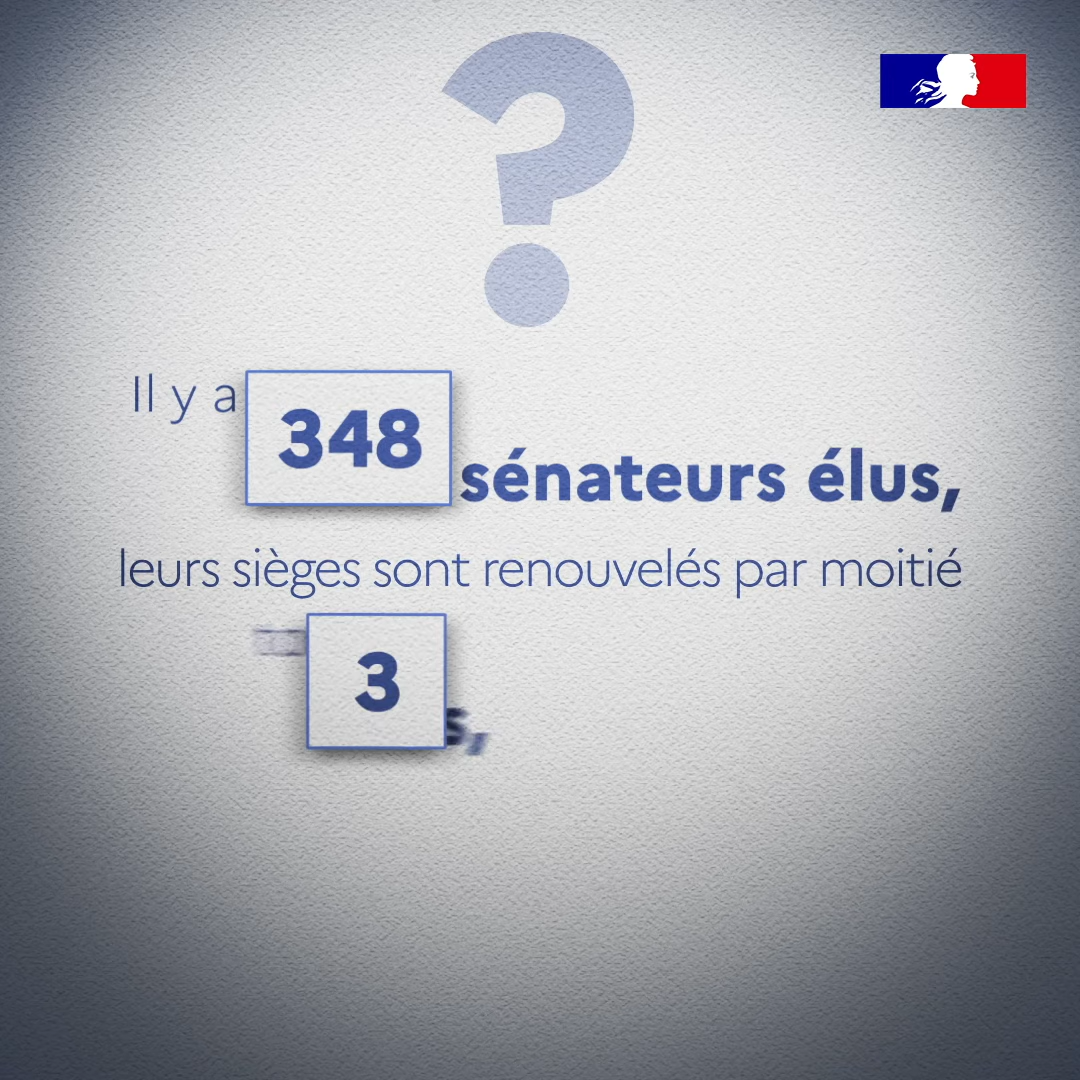 ?
Il y a 348 sénateurs élus,
leurs sièges sont renouvelés par moitié
3